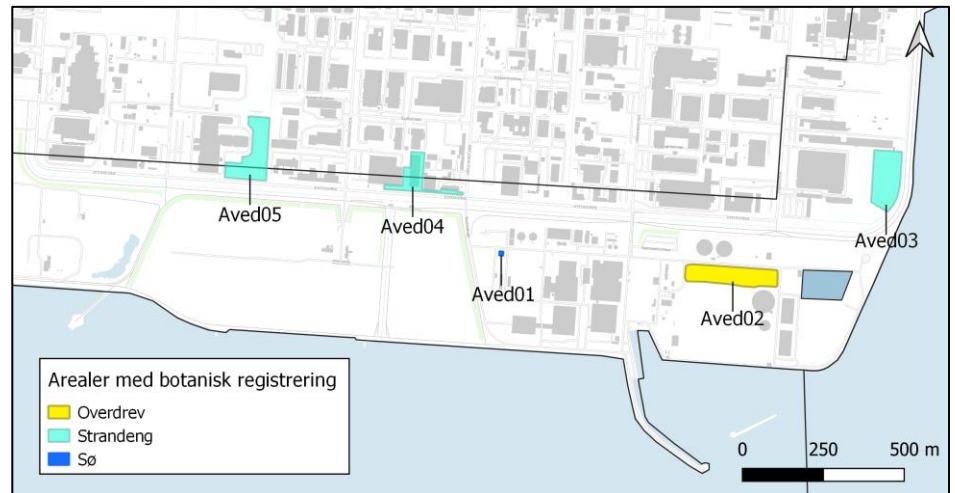 Aved05
Aved04
Aved03
Aved01
Aved02
Arealer med botanisk registrering
Overdrev
Strandeng
Sø
0 250 500 m